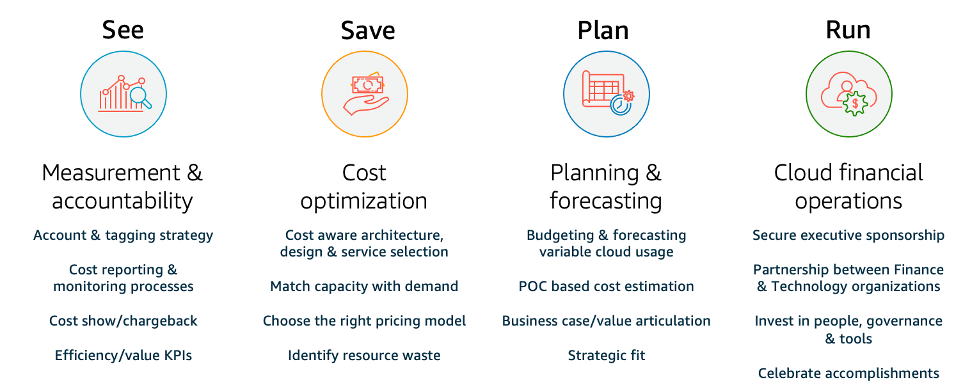 See
Measurement &
accountability
Account & tagging strategy
Cost reporting &
monitoring processes
Cost show/chargeback
Efficiency/value KPIs
Save
Cost
optimization
Cost aware architecture,
design & service selection
Match capacity with demand
Choose the right pricing model
Identify resource waste
Plan
Planning &
forecasting
Budgeting & forecasting
variable cloud usage
POC based cost estimation
Business case/value articulation
Strategic fit
Run
$
Cloud financial
operations
Secure executive sponsorship
Partnership between Finance
& Technology organizations
Invest in people, governance
& tools
Celebrate accomplishments